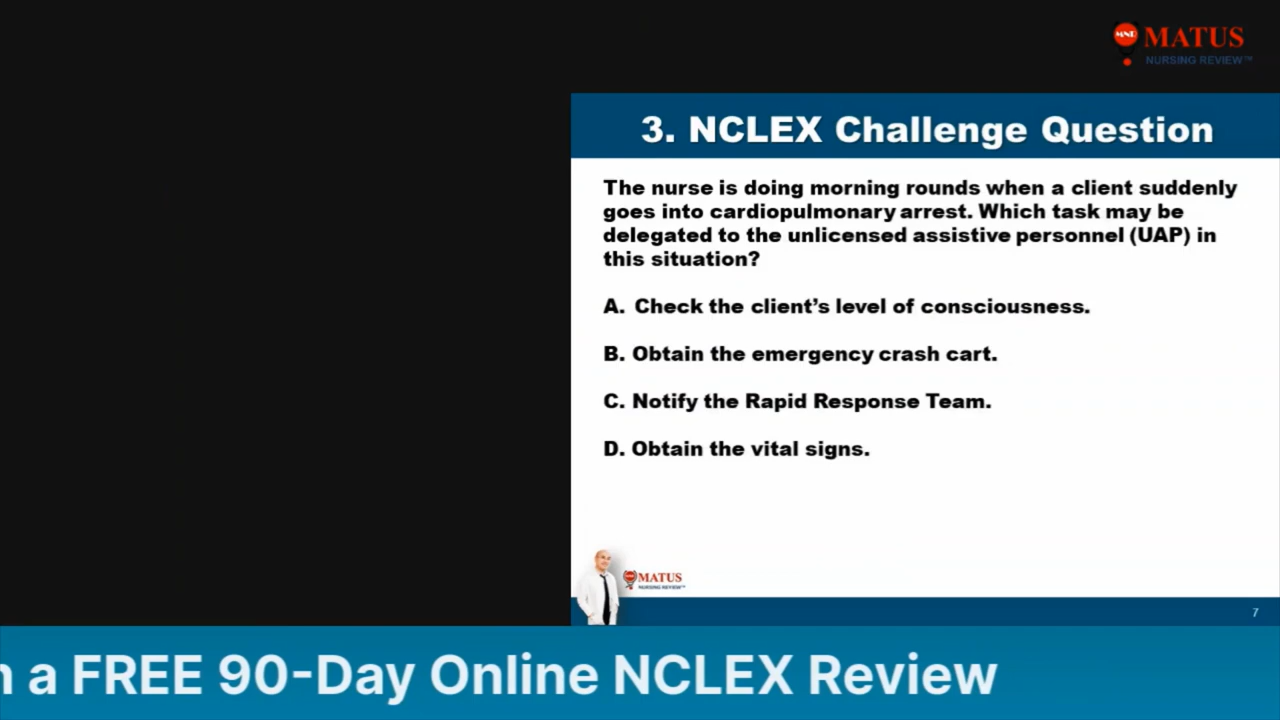 MNR MATUS
NURSING REVIEW™
3. NCLEX Challenge Question
The nurse is doing morning rounds when a client suddenly
goes into cardiopulmonary arrest. Which task may be
delegated to the unlicensed assistive personnel (UAP) in
this situation?
A. Check the client's level of consciousness.
B. Obtain the emergency crash cart.
C. Notify the Rapid Response Team.
D. Obtain the vital signs.
MATUS
NURSING REVIEW™
7
a FREE 90-Day Online NCLEX Review